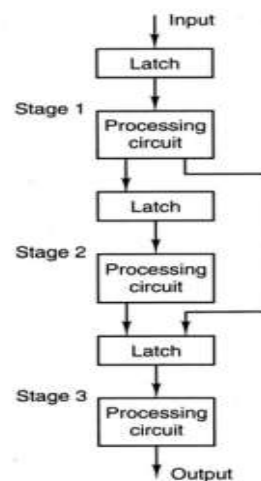 Input
Latch
Stage 1
Processing
circuit
Latch
Stage 2
Processing
circuit
Latch
Stage 3
Processing
circuit
Output